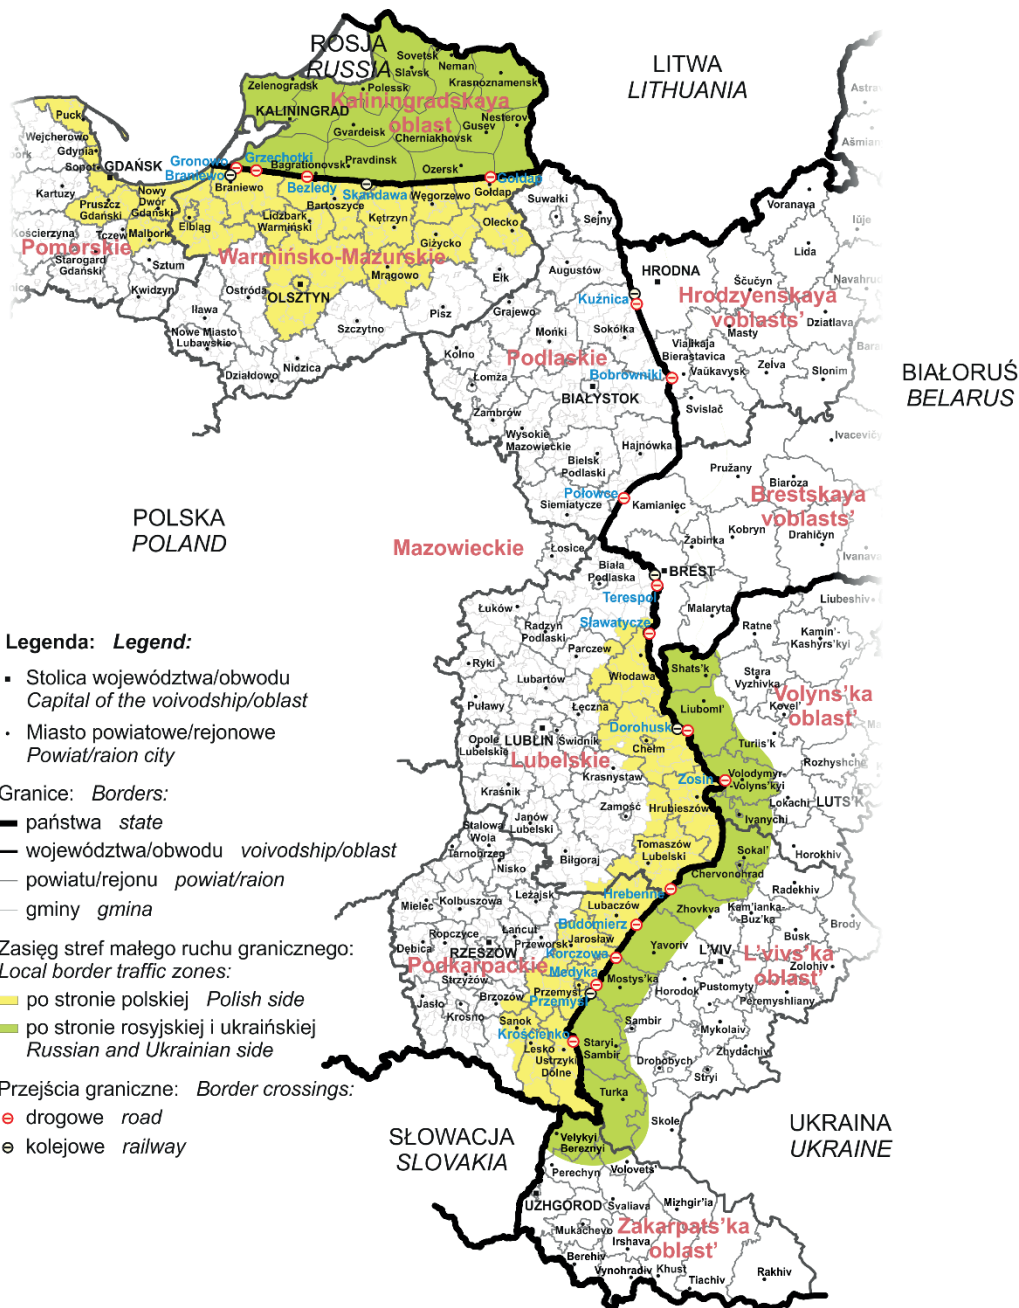 ROSJA
RUSSIA
LITWA
LITHUANIA
BIAŁORUŚ
BELARUS
POLSKA
POLAND
SŁOWACJA
SLOVAKIA
UKRAINA
UKRAINE
Sovetsk
Neman
Slavsk
Krasnoznamensk
Zelenogradsk
Polessk
Kaliningradskaya
oblast
KALININGRAD
Nesterov
Gusev
Gvardeisk
Cherniakhovsk
Pravdinsk
Bagrationovsk
Ozersk
Gronowo
Grzechotki
Braniewo
Braniewo
Bezledy
Skandawa
Gołdap
Gołdap
Puck
Wejcherowo
Gdynia
Sopot
GDAŃSK
Kartuzy
Pruszcz
Gdański
Nowy
Dwór
Gdański
Kościerzyna
Tczew
Malbork
Pomorskie
Starogard
Gdański
Sztum
Kwidzyn
Elbląg
Lidzbark
Warmiński
Bartoszyce
Kętrzyn
Węgorzewo
Olecko
Giżycko
Warmińsko-Mazurskie
Mrągowo
OLSZTYN
Ostróda
Iława
Nowe Miasto
Lubawskie
Szczytno
Pisz
Ełk
Nidzica
Działdowo
Suwałki
Sejny
Augustów
Grajewo
Kuźnica
Sokółka
Mońki
Kolno
Podlaskie
Łomża
Bobrowniki
BIAŁYSTOK
Zambrów
Wysokie
Mazowieckie
Hajnówka
Bielsk
Podlaski
Połowce
Siemiatycze
Astra
Ašmian
Voranava
Iŭje
Lida
HRODNA
Ščučyn
Navahru
Hrodzyenskaya
voblasts'
Dziatlava
Masty
Vialikaja
Bierastavica
Bara
Zelva
Vaŭkavysk
Slonim
Svislač
Ivacevičy
Pružany
Biaroza
Brestskaya
voblasts'
Kamianiec
Kobryn
Drahičyn
Žabinka
Ivanava
BREST
Malaryta
Mazowieckie
Łosice
Biała
Podlaska
Terespol
Sławatycze
Łuków
Radzyń
Podlaski
Parczew
Ryki
Lubartów
Włodawa
Puławy
Łęczna
Dorohusk
Opole
Lubelskie
LUBLIN
Świdnik
Chełm
Lubelskie
Krasnystaw
Zosin
Kraśnik
Zamość
Hrubieszów
Janów
Lubelski
Tomaszów
Lubelski
Biłgoraj
Stalowa
Wola
Tarnobrzeg
Nisko
Hrebenne
Leżajsk
Lubaczów
Mielec
Kolbuszowa
Budomierz
Ropczyce
Łańcut
Jarosław
Dębica
RZESZÓW
Przeworsk
Korczowa
Podkarpackie
Medyka
Strzyżów
Przemyśl
Przemyśl
Jasło
Brzozów
Krosno
Sanok
Krościenko
Lesko
Ustrzyki
Dolne
Liubeshiv
Ratne
Kamin'-
Kashyrs'kyi
Shats'k
Stara
Vyzhivka
Volyns'ka
oblast'
Liuboml'
Kovel'
Turiis'k
Rozhyshche
Volodymyr-
Volyns'kyi
Lokachi
LUTS'K
Ivanychi
Sokal'
Horokhiv
Chervonohrad
Radekhiv
Zhovkva
Kam'ianka-
Buz'ka
Brody
Busk
Yavoriv
L'VIV
L'vivs'ka
oblast'
Zolohiv
Mostys'ka
Horodok
Pustomyty
Peremyshliany
Sambir
Mykolaiv
Staryi
Sambir
Drohobych
Zhydachiv
Stryi
Turka
Skole
Velykyi
Bereznyi
Perechyn
Volovets'
UZHGOROD
Svaliava
Mizhgir'ia
Mukachevo
Zakarpats'ka
oblast'
Irshava
Berehiv
Vynohradiv
Khust
Tiachiv
Rakhiv
Legenda: Legend:
Stolica województwa/obwodu
Capital of the voivodship/oblast
Miasto powiatowe/rejonowe
Powiat/raion city
Granice: Borders:
państwa state
województwa/obwodu voivodship/oblast
powiatu/rejonu powiat/raion
gminy gmina
Zasięg stref małego ruchu granicznego:
Local border traffic zones:
po stronie polskiej Polish side
po stronie rosyjskiej i ukraińskiej
Russian and Ukrainian side
Przejścia graniczne: Border crossings:
drogowe road
kolejowe railway